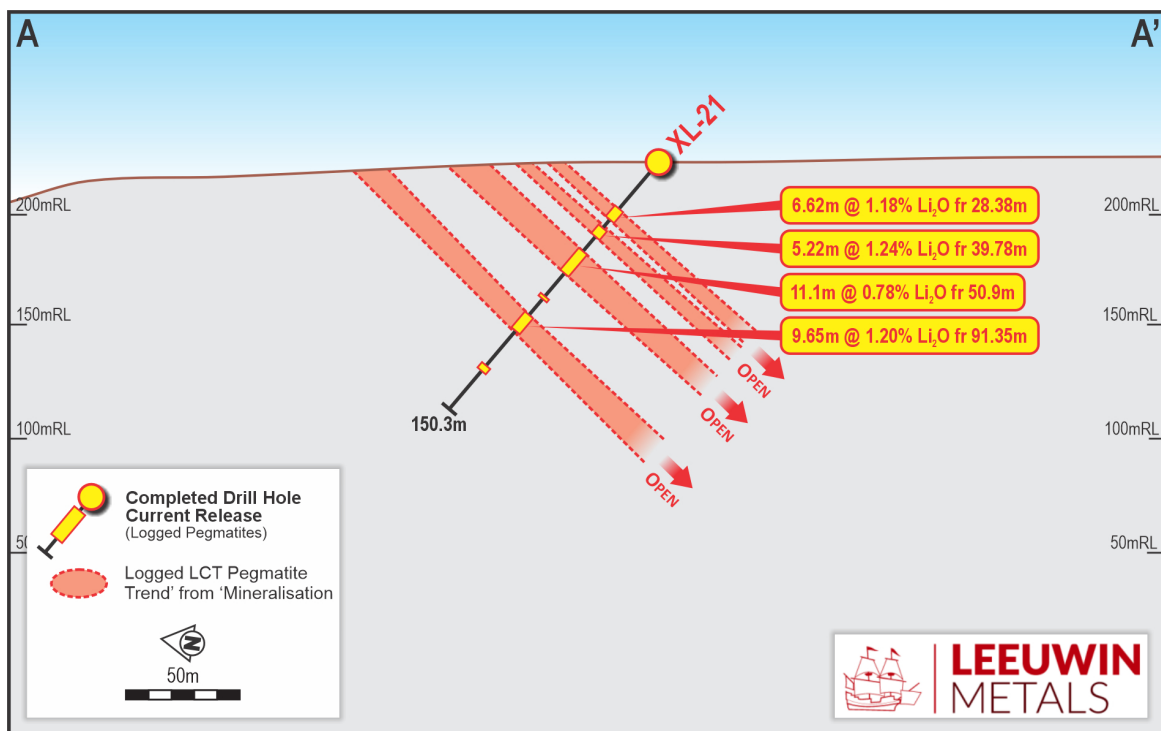 A
A'
XL-21
200mRL
200mRL
6.62m @ 1.18% Li₂O fr 28.38m
5.22m @ 1.24% Li₂O fr 39.78m
11.1m @ 0.78% Li₂O fr 50.9m
9.65m @ 1.20% Li₂O fr 91.35m
150mRL
150mRL
OPEN
OPEN
OPEN
150.3m
100mRL
100mRL
50mRL
Completed Drill Hole
Current Release
(Logged Pegmatites)
Logged LCT Pegmatite
Trend' from 'Mineralisation
N
50m
LEEUWIN
METALS